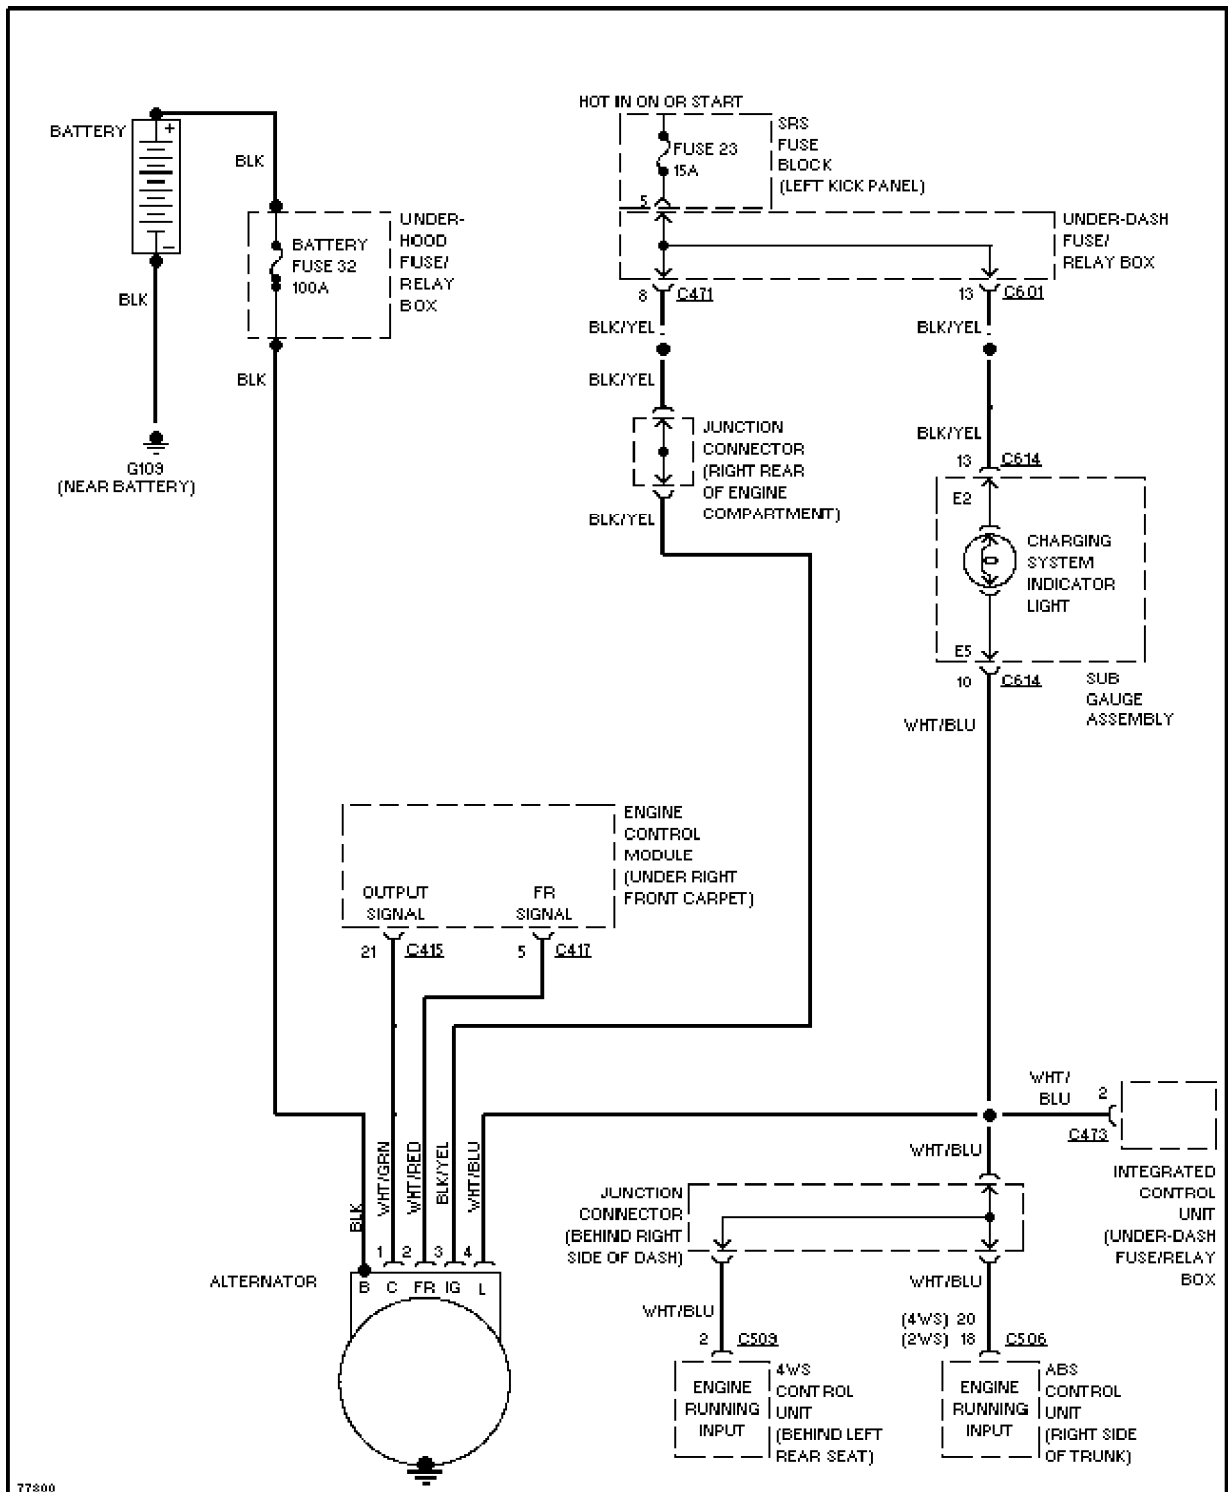 HOT IN ON OR START
BATTERY
+
−
BLK
BLK
G109
(NEAR BATTERY)
BATTERY
FUSE 32
100A
UNDER-
HOOD
FUSE/
RELAY
BOX
BLK
FUSE 23
15A
5
SRS
FUSE
BLOCK
(LEFT KICK PANEL)
UNDER-DASH
FUSE/
RELAY BOX
8 C471
13 C601
BLK/YEL
BLK/YEL
BLK/YEL
JUNCTION
CONNECTOR
(RIGHT REAR
OF ENGINE
COMPARTMENT)
BLK/YEL
BLK/YEL
13 C614
E2
CHARGING
SYSTEM
INDICATOR
LIGHT
E5
10 C614
SUB
GAUGE
ASSEMBLY
WHT/BLU
ENGINE
CONTROL
MODULE
(UNDER RIGHT
FRONT CARPET)
OUTPUT
SIGNAL
FR
SIGNAL
21 C415
5 C417
WHT/
BLU
2
C473
INTEGRATED
CONTROL
UNIT
(UNDER-DASH
FUSE/RELAY
BOX
WHT/BLU
JUNCTION
CONNECTOR
(BEHIND RIGHT
SIDE OF DASH)
BLK
WHT/GRN
WHT/RED
BLK/YEL
WHT/BLU
1 2 3 4
ALTERNATOR
B C FR IG L
WHT/BLU
2 C509
ENGINE
RUNNING
INPUT
4WS
CONTROL
UNIT
(BEHIND LEFT
REAR SEAT)
WHT/BLU
(4WS) 20
(2WS) 18 C506
ENGINE
RUNNING
INPUT
ABS
CONTROL
UNIT
(RIGHT SIDE
OF TRUNK)
77800